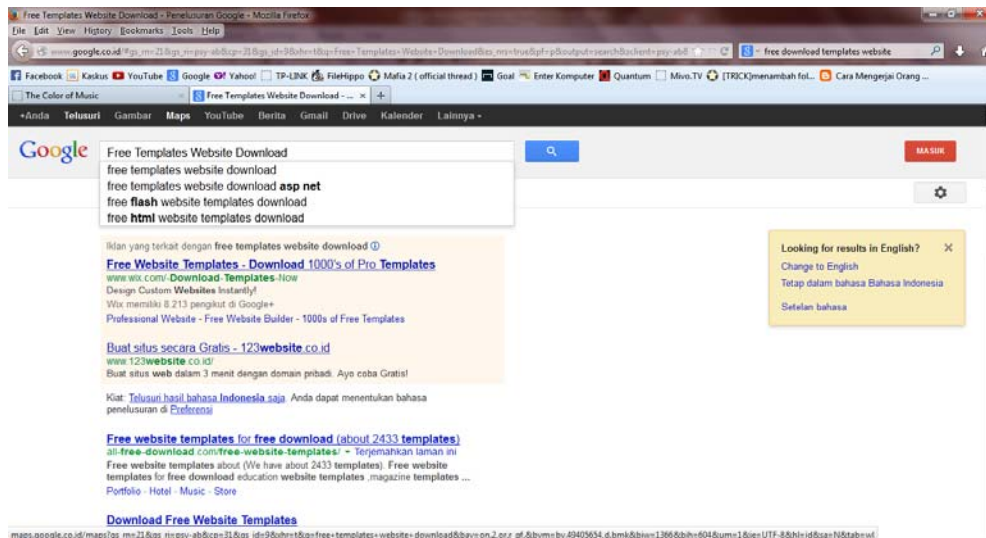 Free Templates Website Download - Penelusuran Google - Mozilla Firefox
File Edit View History Bookmarks Tools Help
free download templates website
Facebook Kaskus YouTube Google Yahoo! TP-LINK FileHippo Mafia 2 ( official thread ) Goal Enter Komputer Quantum Mivo.TV [TRICK]menambah fol... Cara Mengerjai Orang ...
The Color of Music × Free Templates Website Download - ... × +
+Anda Telusuri Gambar Maps YouTube Berita Gmail Drive Kalender Lainnya
Google Free Templates Website Download MASUK
free templates website download
free templates website download asp net
free flash website templates download
free html website templates download
Iklan yang terkait dengan free templates website download
Free Website Templates - Download 1000's of Pro Templates
www.wix.com/-Download-Templates-Now
Design Custom Websites Instantly!
Wix memiliki 8.213 pengikut di Google+
Professional Website - Free Website Builder - 1000s of Free Templates
Buat situs secara Gratis - 123website.co.id
www.123website.co.id/
Buat situs web dalam 3 menit dengan domain pribadi. Ayo coba Gratis!
Kiat: Telusuri hasil bahasa Indonesia saja. Anda dapat menentukan bahasa
penelusuran di Preferensi
Free website templates for free download (about 2433 templates)
all-free-download.com/free-website-templates/ - Terjemahkan laman ini
Free website templates about (We have about 2433 templates). Free website
templates for free download education website templates ,magazine templates ...
Portfolio - Hotel - Music - Store
Download Free Website Templates
Looking for results in English? ×
Change to English
Tetap dalam bahasa Bahasa Indonesia
Setelan bahasa